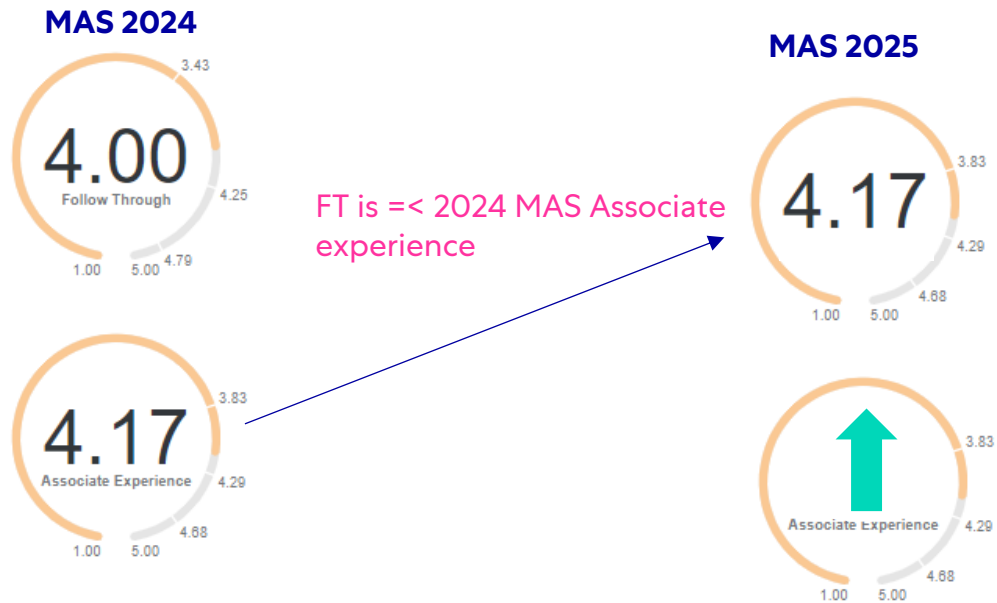 MAS 2024
3.43
4.00
Follow Through
4.25
4.79
1.00 5.00
FT is =< 2024 MAS Associate
experience
3.83
4.17
Associate Experience
4.29
4.68
1.00 5.00
MAS 2025
3.83
4.17
4.29
4.68
1.00 5.00
3.83
Associate Experience
4.29
4.68
1.00 5.00